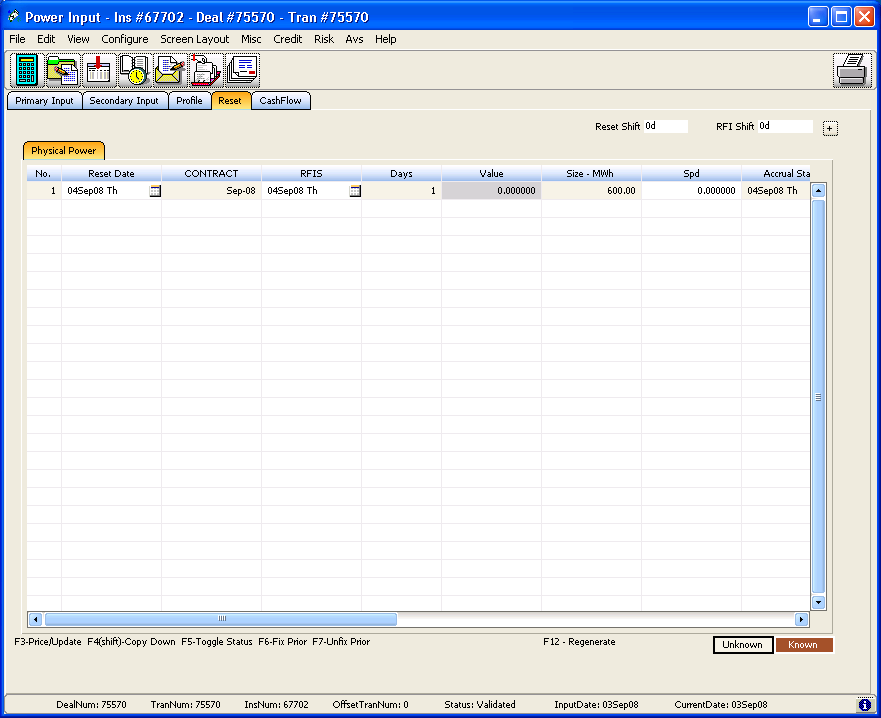 Power Input - Ins #67702 - Deal #75570 - Tran #75570
File Edit View Configure Screen Layout Misc Credit Risk Avs Help
Primary Input Secondary Input Profile Reset CashFlow
Reset Shift 0d RFI Shift 0d +
Physical Power
No. Reset Date CONTRACT RFIS Days Value Size - MWh Spd Accrual Sta
1 04Sep08 Th Sep-08 04Sep08 Th 1 0.000000 600.00 0.000000 04Sep08 Th
F3-Price/Update F4(shift)-Copy Down F5-Toggle Status F6-Fix Prior F7-Unfix Prior F12 - Regenerate Unknown Known
DealNum: 75570 TranNum: 75570 InsNum: 67702 OffsetTranNum: 0 Status: Validated InputDate: 03Sep08 CurrentDate: 03Sep08